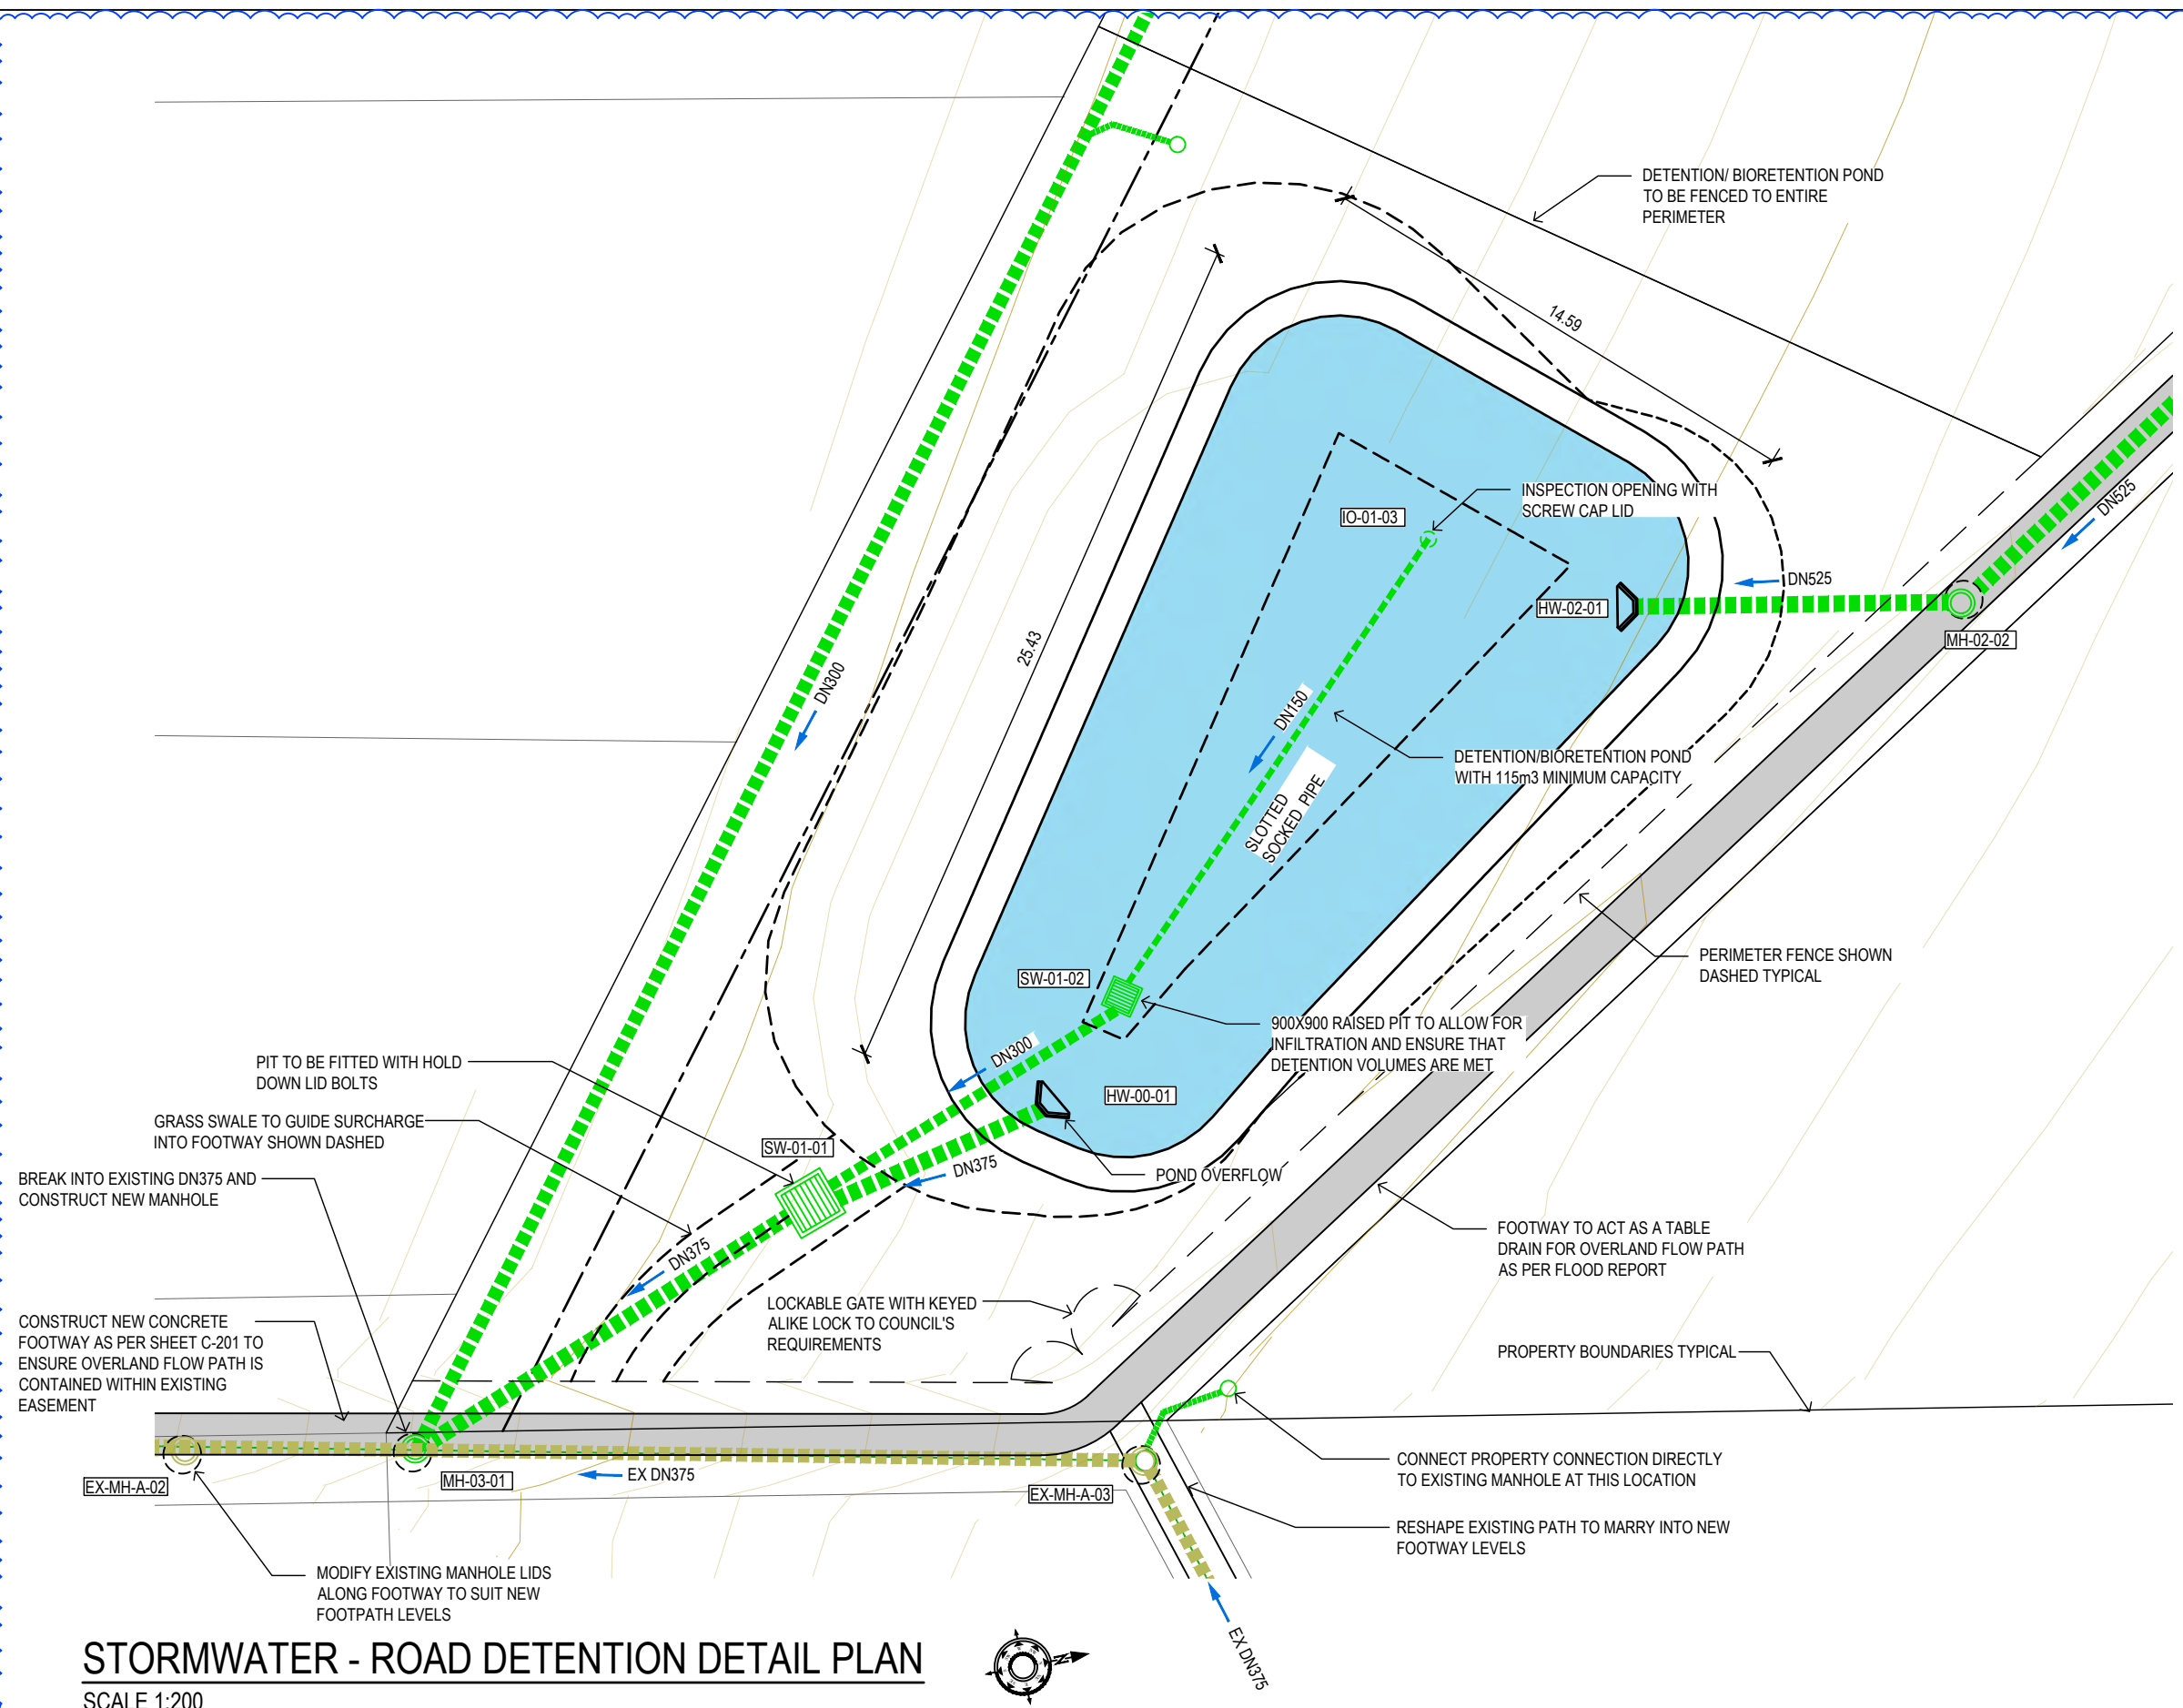 DETENTION/ BIORETENTION POND
TO BE FENCED TO ENTIRE
PERIMETER
14.59
INSPECTION OPENING WITH
SCREW CAP LID
IO-01-03
DN525
DN525
HW-02-01
MH-02-02
25.43
DN300
DN150
SLOTTED
SOCKED PIPE
DETENTION/BIORETENTION POND
WITH 115m3 MINIMUM CAPACITY
PERIMETER FENCE SHOWN
DASHED TYPICAL
SW-01-02
900X900 RAISED PIT TO ALLOW FOR
INFILTRATION AND ENSURE THAT
DETENTION VOLUMES ARE MET
DN300
HW-00-01
PIT TO BE FITTED WITH HOLD
DOWN LID BOLTS
GRASS SWALE TO GUIDE SURCHARGE
INTO FOOTWAY SHOWN DASHED
SW-01-01
DN375
POND OVERFLOW
BREAK INTO EXISTING DN375 AND
CONSTRUCT NEW MANHOLE
FOOTWAY TO ACT AS A TABLE
DRAIN FOR OVERLAND FLOW PATH
AS PER FLOOD REPORT
DN375
LOCKABLE GATE WITH KEYED
ALIKE LOCK TO COUNCIL'S
REQUIREMENTS
CONSTRUCT NEW CONCRETE
FOOTWAY AS PER SHEET C-201 TO
ENSURE OVERLAND FLOW PATH IS
CONTAINED WITHIN EXISTING
EASEMENT
PROPERTY BOUNDARIES TYPICAL
CONNECT PROPERTY CONNECTION DIRECTLY
TO EXISTING MANHOLE AT THIS LOCATION
EX-MH-A-02
MH-03-01
EX DN375
EX-MH-A-03
RESHAPE EXISTING PATH TO MARRY INTO NEW
FOOTWAY LEVELS
MODIFY EXISTING MANHOLE LIDS
ALONG FOOTWAY TO SUIT NEW
FOOTPATH LEVELS
EX DN375
STORMWATER - ROAD DETENTION DETAIL PLAN
N
SCALE 1:200